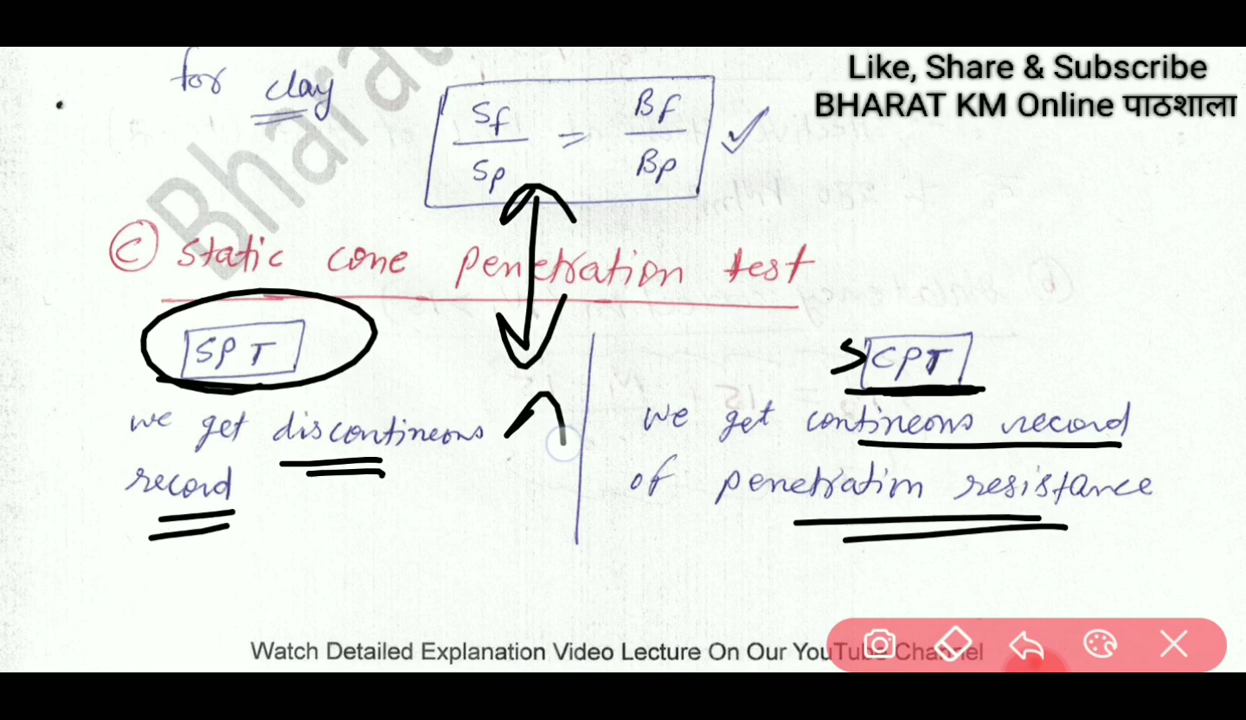 Like, Share & Subscribe
BHARAT KM Online पाठशाला
for clay
Sf / Sp = Bf / Bp
Bharat
(C) Static cone penetration test
SPT
SCPT
we get discontineous
record
we get contineous record
of penetration resistance
Watch Detailed Explanation Video Lecture On Our YouTube Channel